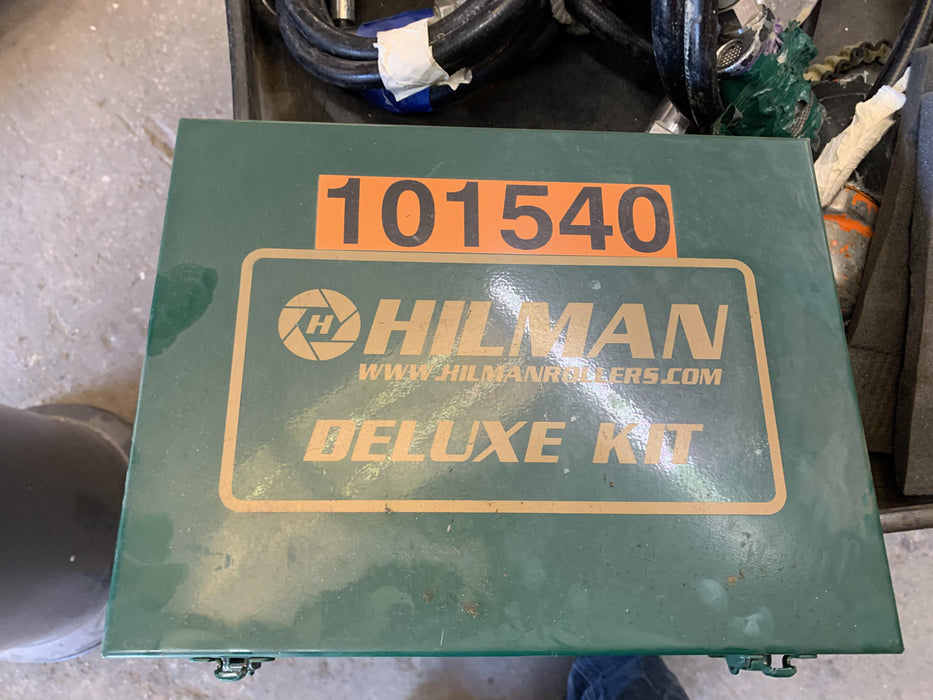 101540
H HILMAN
WWW.HILMANROLLERS.COM
DELUXE KIT